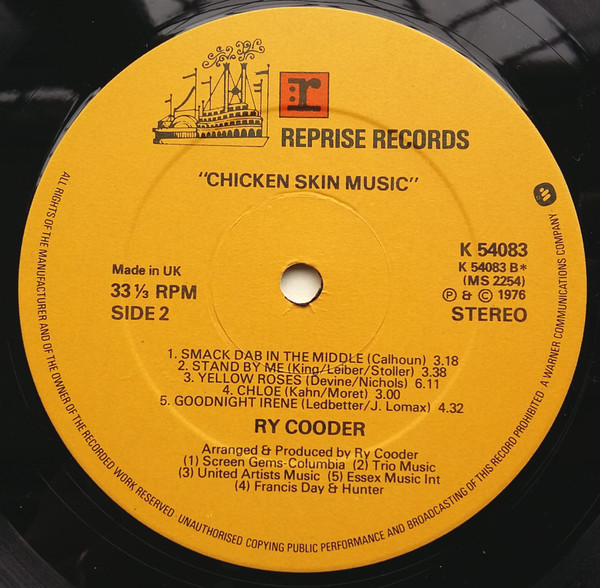 r
REPRISE RECORDS
"CHICKEN SKIN MUSIC"
K 54083
K 54083 B*
(MS 2254)
Ⓟ & © 1976
STEREO
Made in UK
33 ⅓ RPM
SIDE 2
1. SMACK DAB IN THE MIDDLE (Calhoun) 3.18
2. STAND BY ME (King/Leiber/Stoller) 3.38
3. YELLOW ROSES (Devine/Nichols) 6.11
4. CHLOE (Kahn/Moret) 3.00
5. GOODNIGHT IRENE (Ledbetter/J. Lomax) 4.32
RY COODER
Arranged & Produced by Ry Cooder
(1) Screen Gems-Columbia (2) Trio Music
(3) United Artists Music (5) Essex Music Int
(4) Francis Day & Hunter
ALL RIGHTS OF THE MANUFACTURER AND OF THE OWNER OF THE RECORDED WORK RESERVED UNAUTHORISED COPYING PUBLIC PERFORMANCE AND BROADCASTING OF THIS RECORD PROHIBITED A WARNER COMMUNICATIONS COMPANY